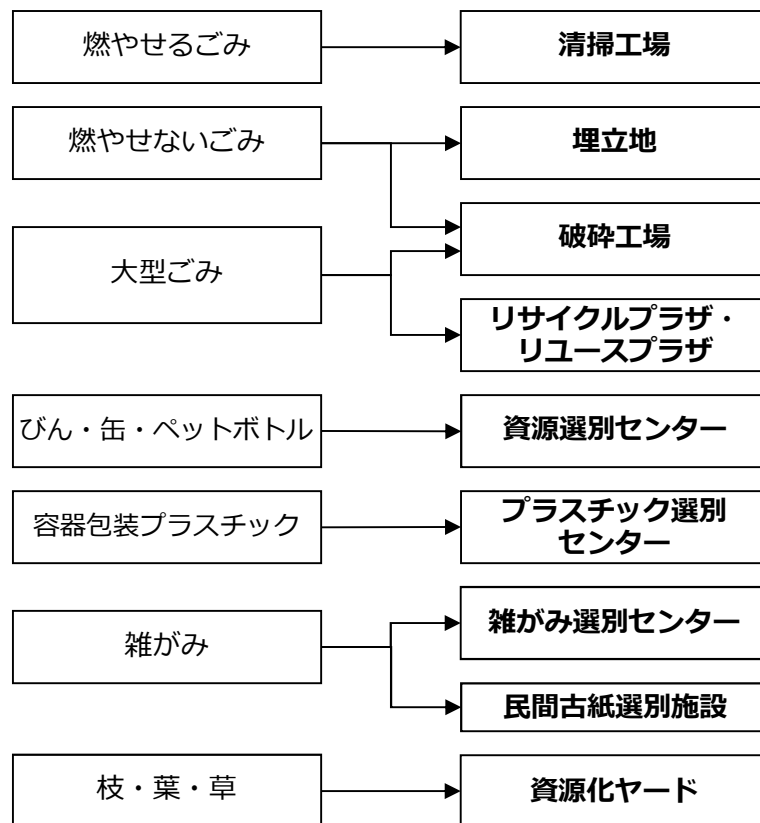 燃やせるごみ
清掃工場
燃やせないごみ
埋立地
破砕工場
大型ごみ
リサイクルプラザ・
リユースプラザ
びん・缶・ペットボトル
資源選別センター
容器包装プラスチック
プラスチック選別
センター
雑がみ
雑がみ選別センター
民間古紙選別施設
枝・葉・草
資源化ヤード